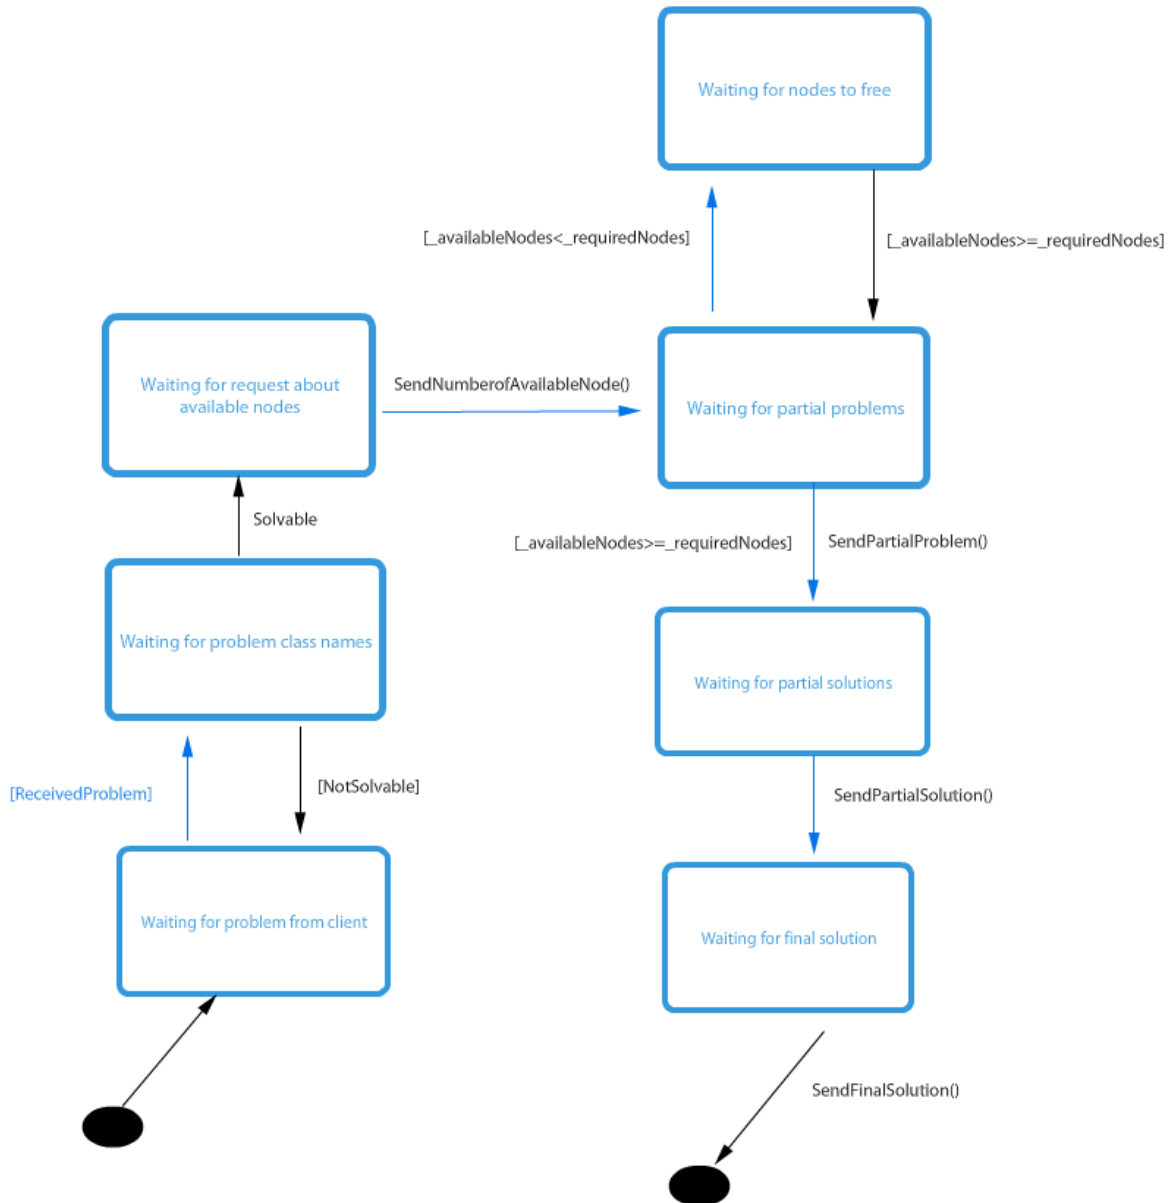 Waiting for nodes to free
[_availableNodes<_requiredNodes]
[_availableNodes>=_requiredNodes]
Waiting for request about
available nodes
SendNumberofAvailableNode()
Waiting for partial problems
Solvable
[_availableNodes>=_requiredNodes]
SendPartialProblem()
Waiting for problem class names
Waiting for partial solutions
[ReceivedProblem]
[NotSolvable]
SendPartialSolution()
Waiting for problem from client
Waiting for final solution
SendFinalSolution()